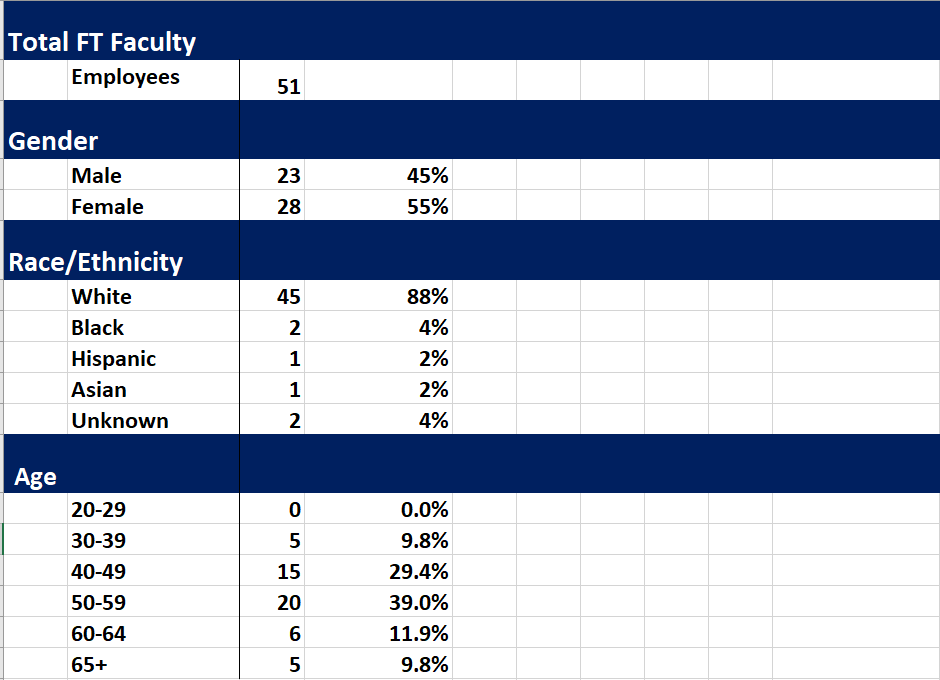 Total FT Faculty
Employees 51
Gender
Male 23 45%
Female 28 55%
Race/Ethnicity
White 45 88%
Black 2 4%
Hispanic 1 2%
Asian 1 2%
Unknown 2 4%
Age
20-29 0 0.0%
30-39 5 9.8%
40-49 15 29.4%
50-59 20 39.0%
60-64 6 11.9%
65+ 5 9.8%